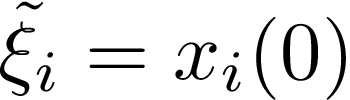 $\tilde{\xi}_i = x_i(0)$